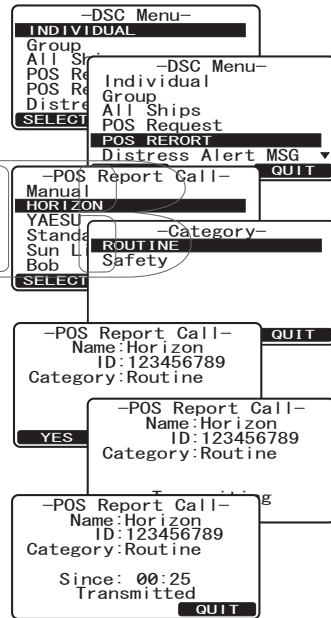 -DSC Menu-
INDIVIDUAL
Group
All Sh
POS Re
POS Re
Distre
SELECT
-DSC Menu-
Individual
Group
All Ships
POS Request
POS RERORT
Distress Alert MSG ▼
QUIT
-POS Report Call-
Manual
HORIZON
YAESU
Standa
Sun Li
Bob
SELECT
-Category-
ROUTINE
Safety
QUIT
-POS Report Call-
Name:Horizon
ID:123456789
Category:Routine
YES
-POS Report Call-
Name:Horizon
ID:123456789
Category:Routine
-POS Report Call-
Name:Horizon
ID:123456789
Category:Routine
Since: 00:25
Transmitted
QUIT